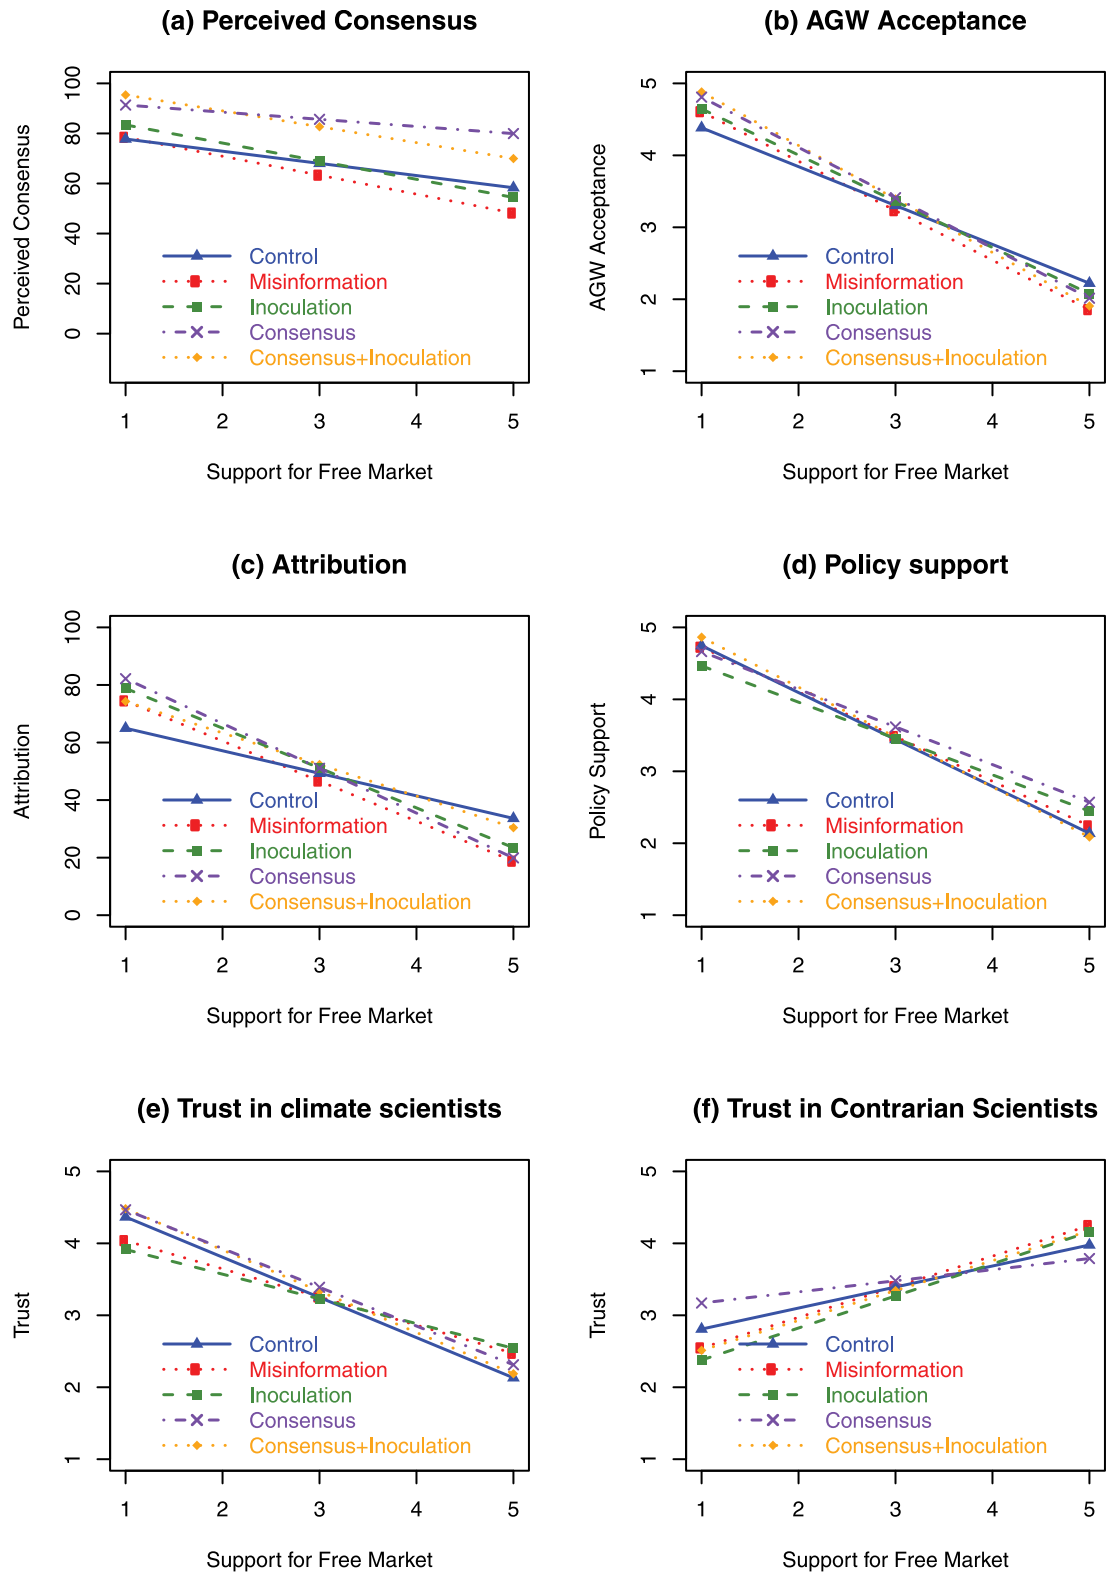 (a) Perceived Consensus
Perceived Consensus
100
80
60
40
20
0
Control
Misinformation
Inoculation
Consensus
Consensus+Inoculation
1 2 3 4 5
Support for Free Market
(b) AGW Acceptance
AGW Acceptance
5
4
3
2
1
Control
Misinformation
Inoculation
Consensus
Consensus+Inoculation
1 2 3 4 5
Support for Free Market
(c) Attribution
Attribution
100
80
60
40
20
0
Control
Misinformation
Inoculation
Consensus
Consensus+Inoculation
1 2 3 4 5
Support for Free Market
(d) Policy support
Policy Support
5
4
3
2
1
Control
Misinformation
Inoculation
Consensus
Consensus+Inoculation
1 2 3 4 5
Support for Free Market
(e) Trust in climate scientists
Trust
5
4
3
2
1
Control
Misinformation
Inoculation
Consensus
Consensus+Inoculation
1 2 3 4 5
Support for Free Market
(f) Trust in Contrarian Scientists
Trust
5
4
3
2
1
Control
Misinformation
Inoculation
Consensus
Consensus+Inoculation
1 2 3 4 5
Support for Free Market